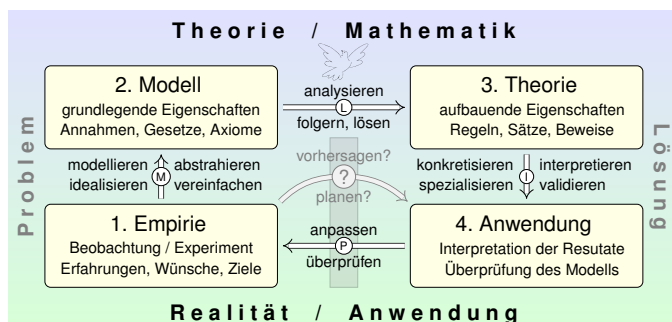 Theorie / Mathematik
2. Modell
grundlegende Eigenschaften
Annahmen, Gesetze, Axiome
analysieren
L
folgern, lösen
3. Theorie
aufbauende Eigenschaften
Regeln, Sätze, Beweise
Problem
modellieren
idealisieren
M
abstrahieren
vereinfachen
vorhersagen?
?
planen?
konkretisieren
spezialisieren
I
interpretieren
validieren
Lösung
1. Empirie
Beobachtung / Experiment
Erfahrungen, Wünsche, Ziele
anpassen
P
überprüfen
4. Anwendung
Interpretation der Resutate
Überprüfung des Modells
Realität / Anwendung